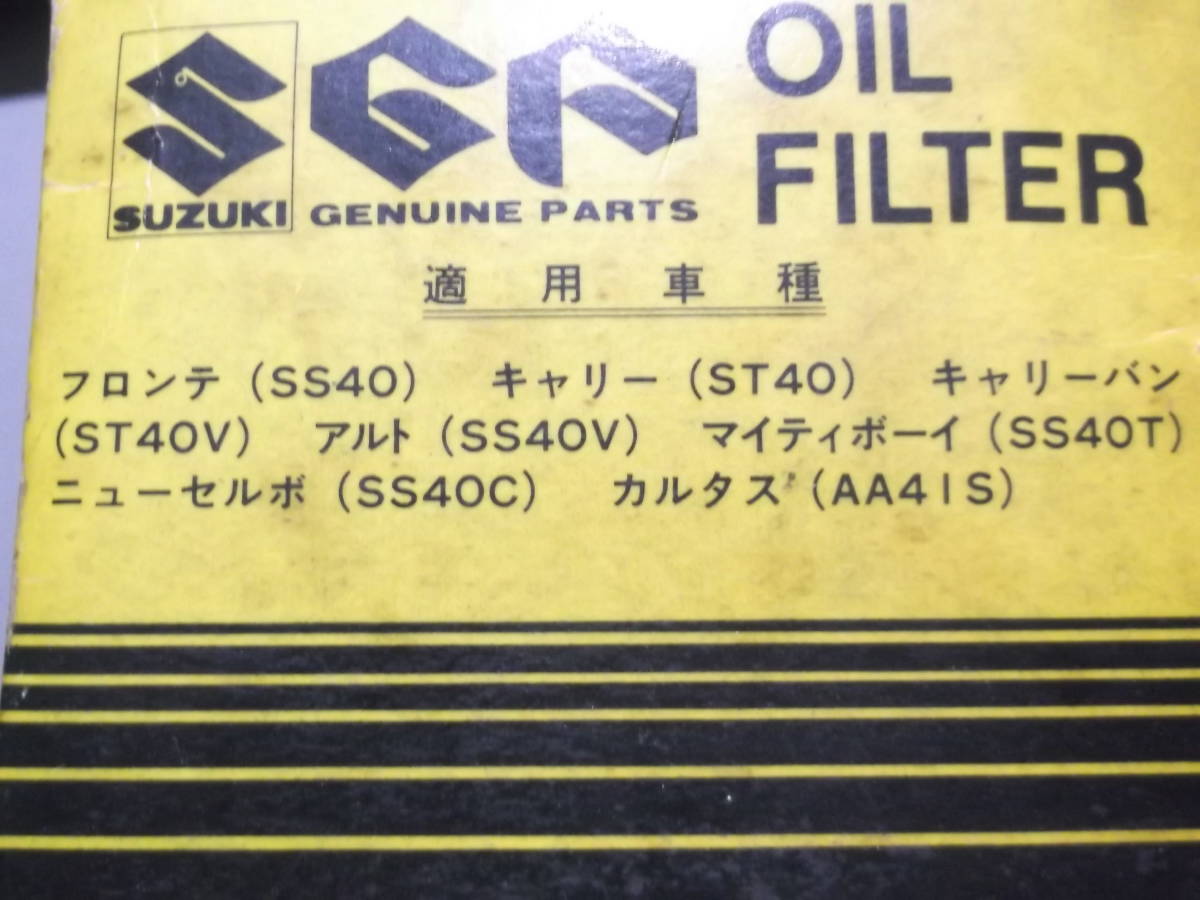 SUZUKI
SGP
GENUINE PARTS
OIL
FILTER
適用車種
フロンテ (SS40) キャリー (ST40) キャリーバン
(ST40V) アルト (SS40V) マイティボーイ (SS40T)
ニューセルボ (SS40C) カルタス (AA41S)